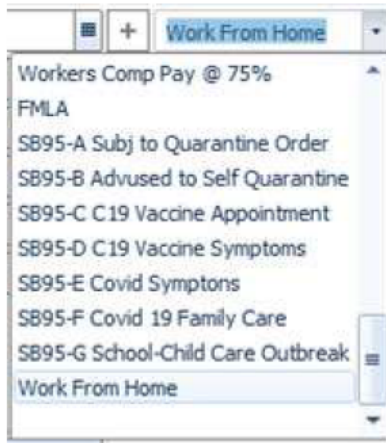 Work From Home
Workers Comp Pay @ 75%
FMLA
SB95-A Subj to Quarantine Order
SB95-B Advused to Self Quarantine
SB95-C C19 Vaccine Appointment
SB95-D C19 Vaccine Symptoms
SB95-E Covid Symptons
SB95-F Covid 19 Family Care
SB95-G School-Child Care Outbreak
Work From Home